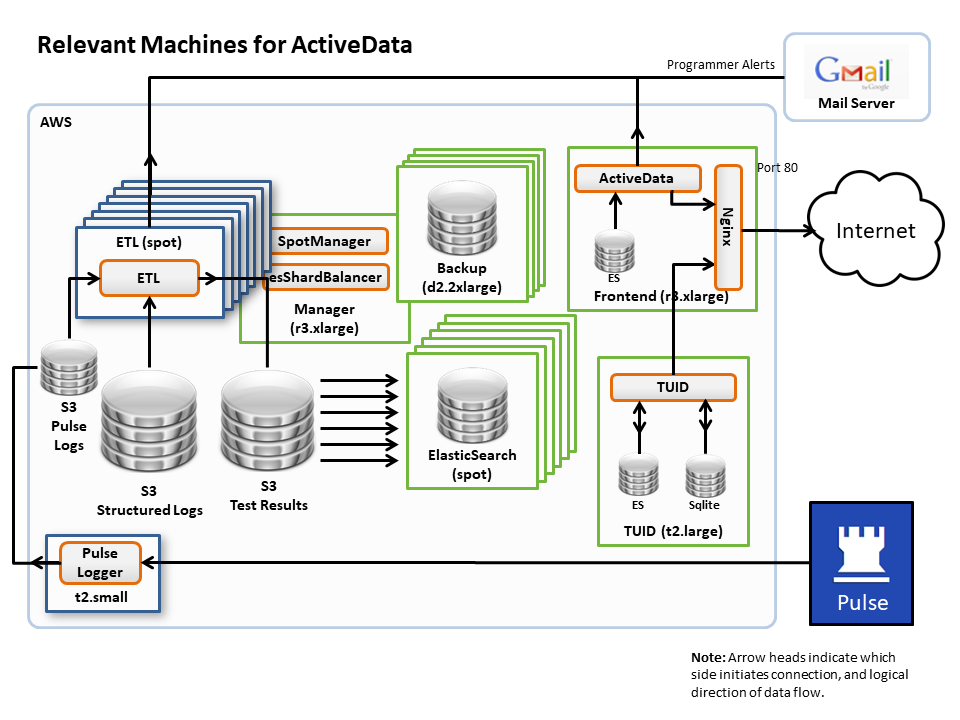 Relevant Machines for ActiveData
Programmer Alerts
Gmail
by Google
Mail Server
AWS
Port 80
ActiveData
Nginx
ES
Frontend (r3.xlarge)
Internet
ETL (spot)
ETL
SpotManager
esShardBalancer
Manager
(r3.xlarge)
Backup
(d2.2xlarge)
S3
Pulse
Logs
S3
Structured Logs
S3
Test Results
ElasticSearch
(spot)
TUID
ES
Sqlite
TUID (t2.large)
Pulse
Logger
t2.small
Pulse
Note: Arrow heads indicate which
side initiates connection, and logical
direction of data flow.